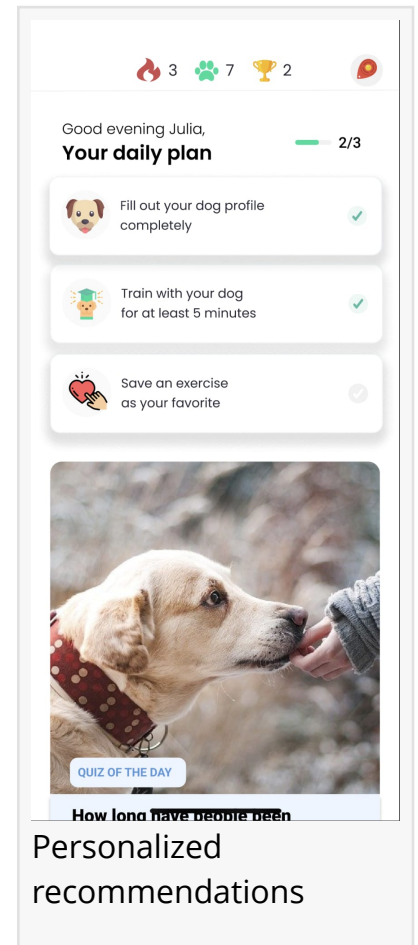 3 7 2
Good evening Julia,
Your daily plan
2/3
Fill out your dog profile
completely
Train with your dog
for at least 5 minutes
Save an exercise
as your favorite
QUIZ OF THE DAY
How long have people been
Personalized
recommendations